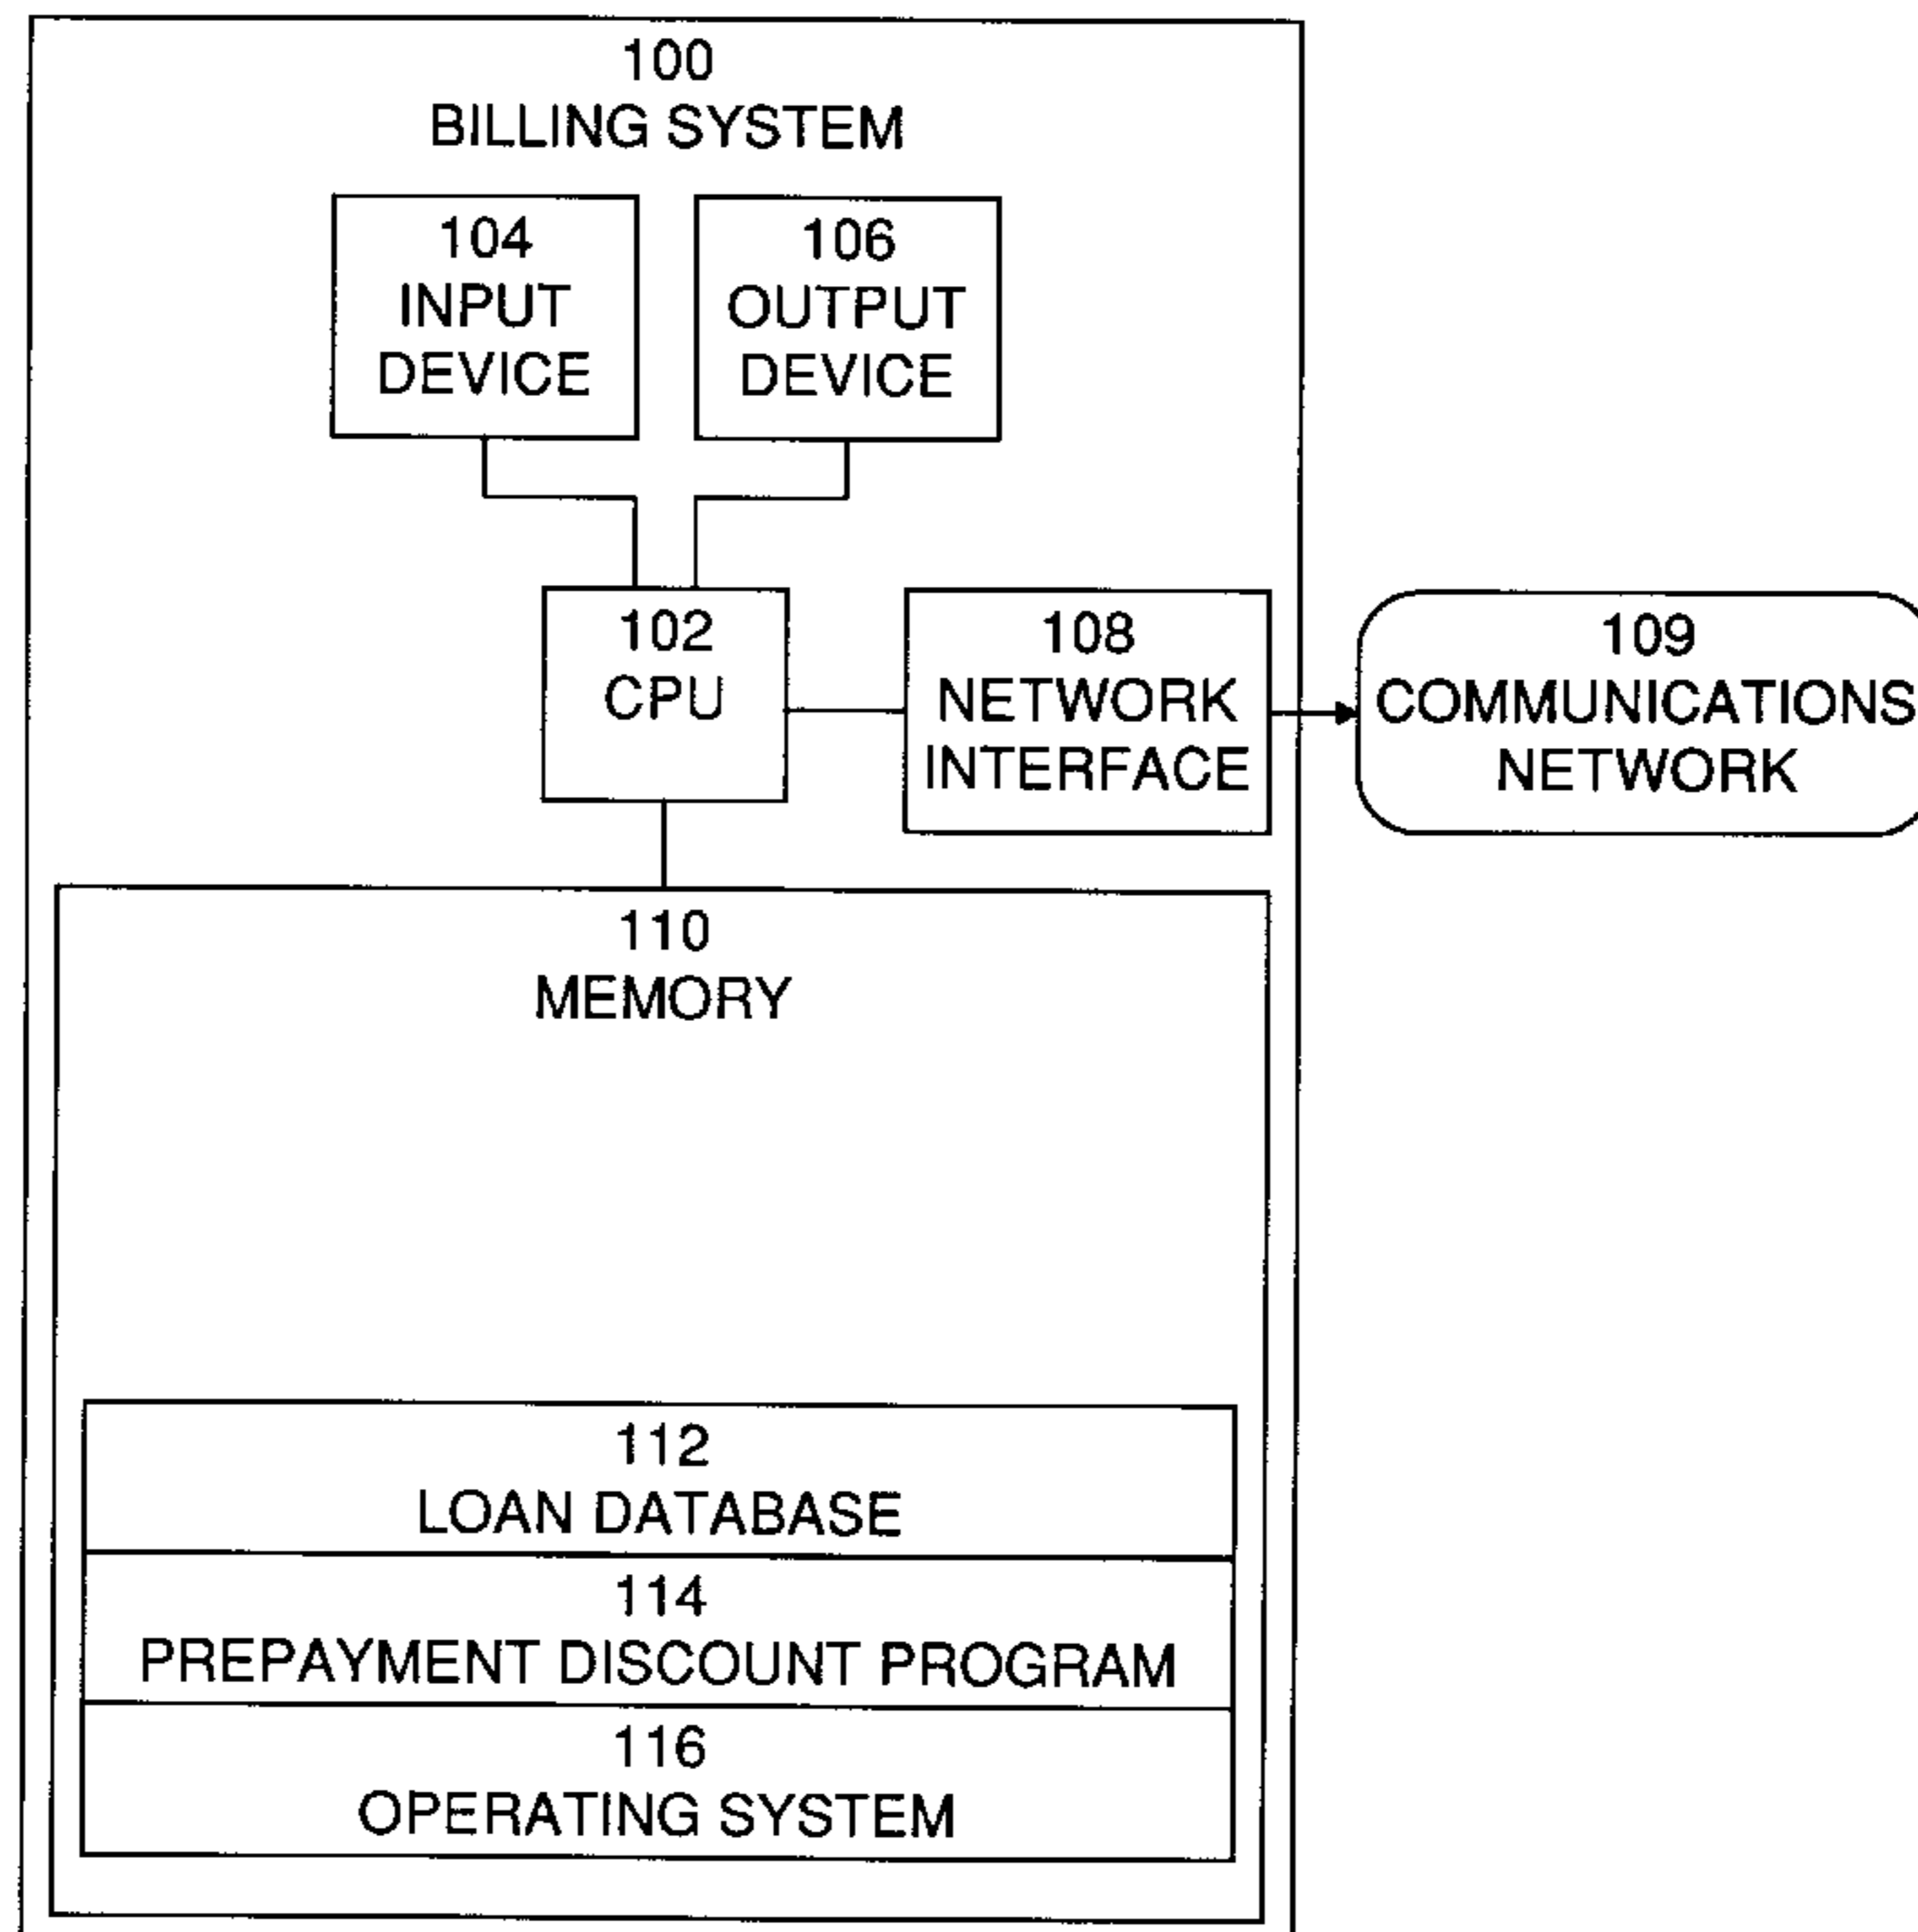 100
BILLING SYSTEM
104
INPUT
DEVICE
106
OUTPUT
DEVICE
102
CPU
108
NETWORK
INTERFACE
109
COMMUNICATIONS
NETWORK
110
MEMORY
112
LOAN DATABASE
114
PREPAYMENT DISCOUNT PROGRAM
116
OPERATING SYSTEM